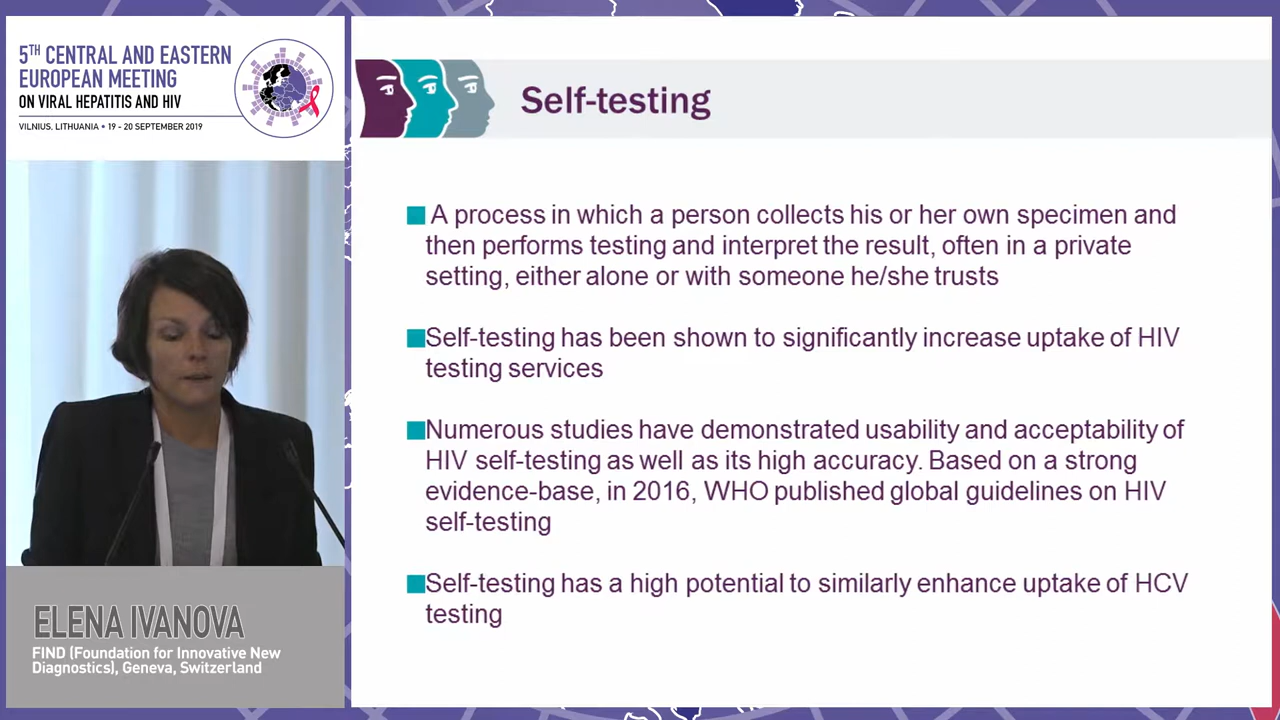 5TH CENTRAL AND EASTERN
EUROPEAN MEETING
ON VIRAL HEPATITIS AND HIV
VILNIUS, LITHUANIA • 19 - 20 SEPTEMBER 2019
Self-testing
A process in which a person collects his or her own specimen and
then performs testing and interpret the result, often in a private
setting, either alone or with someone he/she trusts
Self-testing has been shown to significantly increase uptake of HIV
testing services
Numerous studies have demonstrated usability and acceptability of
HIV self-testing as well as its high accuracy. Based on a strong
evidence-base, in 2016, WHO published global guidelines on HIV
self-testing
Self-testing has a high potential to similarly enhance uptake of HCV
testing
ELENA IVANOVA
FIND (Foundation for Innovative New
Diagnostics), Geneva, Switzerland